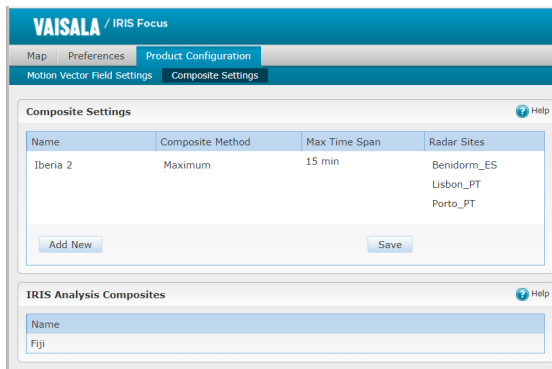 VAISALA / IRIS Focus
Map Preferences Product Configuration
Motion Vector Field Settings Composite Settings
Composite Settings ? Help
Name Composite Method Max Time Span Radar Sites
Iberia 2 Maximum 15 min Benidorm_ES
Lisbon_PT
Porto_PT
Add New Save
IRIS Analysis Composites ? Help
Name
Fiji